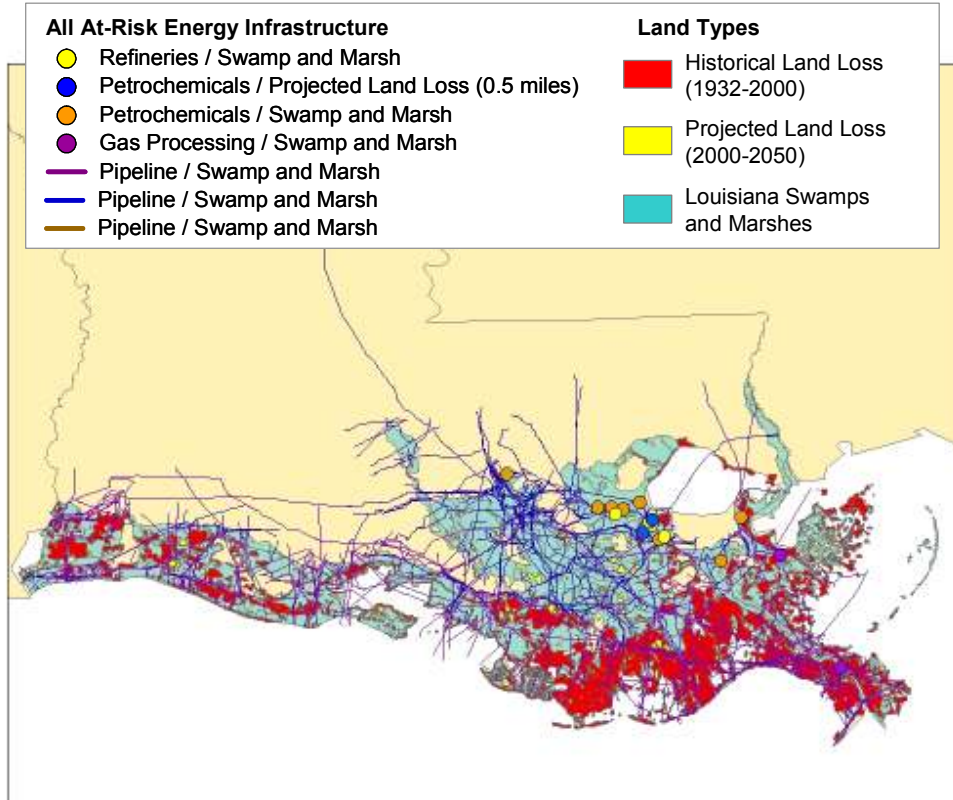 All At-Risk Energy Infrastructure
Refineries / Swamp and Marsh
Petrochemicals / Projected Land Loss (0.5 miles)
Petrochemicals / Swamp and Marsh
Gas Processing / Swamp and Marsh
Pipeline / Swamp and Marsh
Pipeline / Swamp and Marsh
Pipeline / Swamp and Marsh
Land Types
Historical Land Loss
(1932-2000)
Projected Land Loss
(2000-2050)
Louisiana Swamps
and Marshes